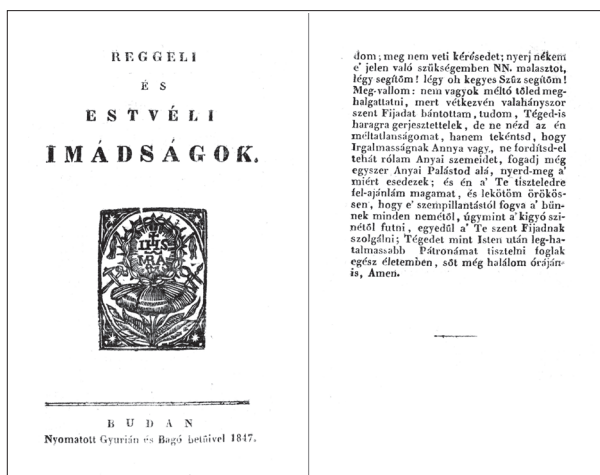 REGGELI
ÉS
ESTVÉLI
IMÁDSÁGOK.
IHS
MRA
BUDÁN
Nyomatott Gyurián és Bagó betűivel 1847.
dom; meg nem veti kérésedet; nyerj nékem
e' jelen való szükségemben NN. malasztot,
légy segítőm! légy oh kegyes Szűz segítőm!
Meg-vallom: nem vagyok méltó tőled meg-
halgattatni, mert vétkezvén valahányszor
szent Fijadat bántottam, tudom, Téged-is
haragra gerjesztettelek, de ne nézd az én
méltatlanságomat, hanem tekéntsd, hogy
Irgalmasságnak Annya vagy, ne fordítsd-el
tehát rólam Anyai szemeidet, fogadj még
egyszer Anyai Palástod alá, nyerd-meg a'
miért esedezek; és én a' Te tiszteledre
fel-ajánlám magamat, és lekötöm örökös-
sen, hogy e' szempillantástól fogva a' bün-
nek minden nemétől, úgymint a' kigyó szi-
nétől futni, egyedűl a' Te szent Fijadnak
szolgálni; Tégedet mint Isten után leg-ha-
talmassabb Pátronámat tisztelni foglak
egész életemben, sőt még halálom óráján-
is, Amen.